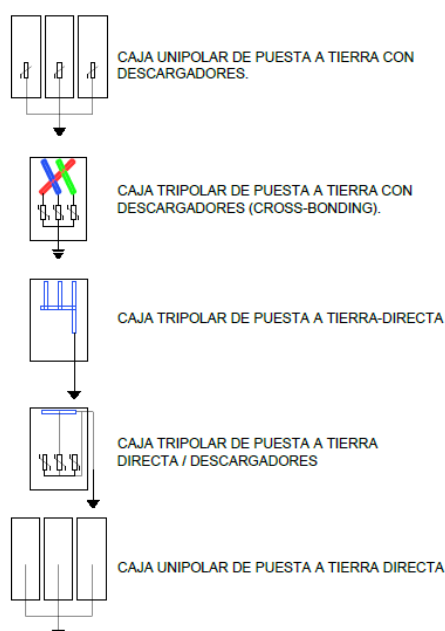 CAJA UNIPOLAR DE PUESTA A TIERRA CON
DESCARGADORES.
CAJA TRIPOLAR DE PUESTA A TIERRA CON
DESCARGADORES (CROSS-BONDING).
CAJA TRIPOLAR DE PUESTA A TIERRA-DIRECTA
CAJA TRIPOLAR DE PUESTA A TIERRA
DIRECTA / DESCARGADORES
CAJA UNIPOLAR DE PUESTA A TIERRA DIRECTA